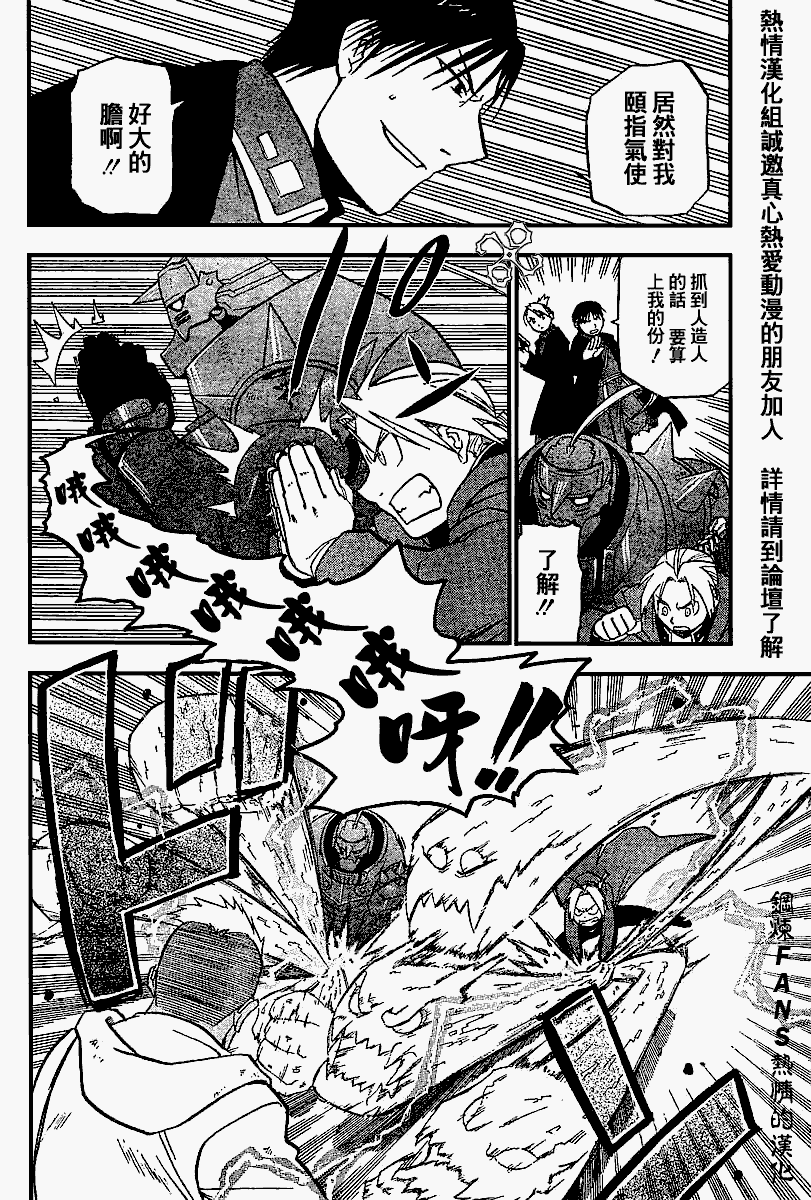 居然對我
頤指氣使
好大的
膽啊!!
抓到人造人
的話 要算
上我的份!
了解!!
哦哦哦哦哦哦呀!!
ド
ド
熱情漢化組誠邀真心熱愛動漫的朋友加入 詳情請到論壇了解
鋼煉FANS熱情的漢化